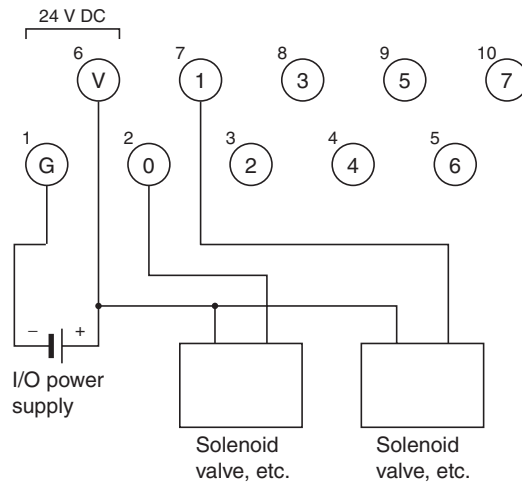 24 V DC
6 7 8 9 10
V 1 3 5 7
1 2 3 4 5
G 0 2 4 6
− +
I/O power
supply
Solenoid
valve, etc.
Solenoid
valve, etc.